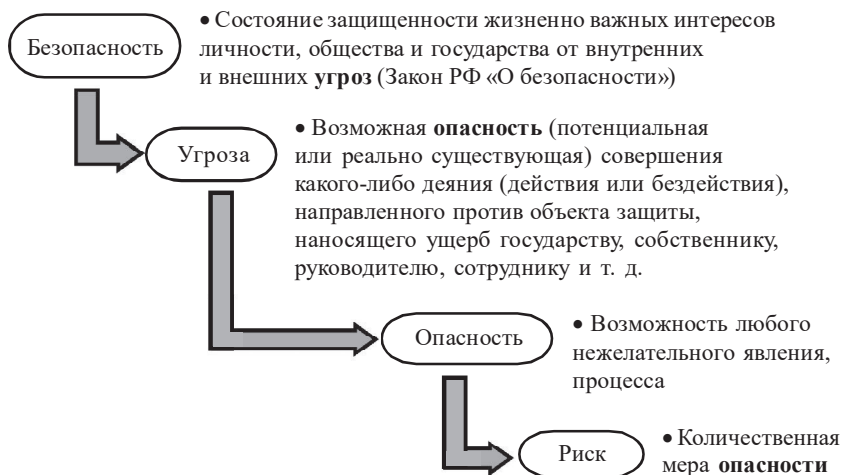 Безопасность
• Состояние защищенности жизненно важных интересов
личности, общества и государства от внутренних
и внешних угроз (Закон РФ «О безопасности»)
Угроза
• Возможная опасность (потенциальная
или реально существующая) совершения
какого-либо деяния (действия или бездействия),
направленного против объекта защиты,
наносящего ущерб государству, собственнику,
руководителю, сотруднику и т. д.
Опасность
• Возможность любого
нежелательного явления,
процесса
Риск
• Количественная
мера опасности